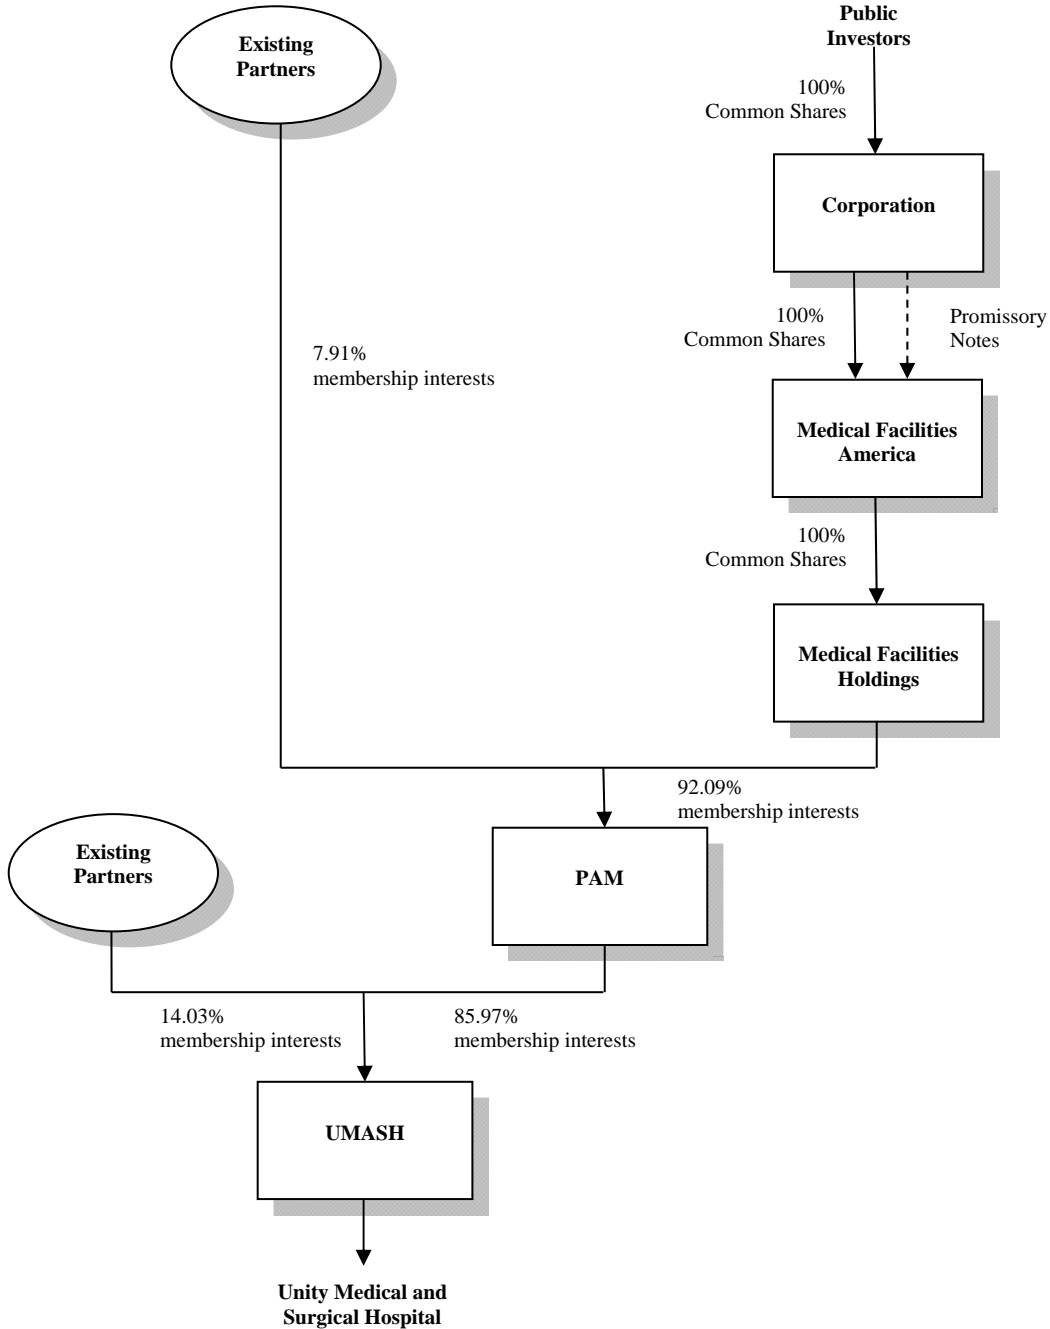 Existing
Partners
Public
Investors
100%
Common Shares
Corporation
100%
Common Shares
Promissory
Notes
7.91%
membership interests
Medical Facilities
America
100%
Common Shares
Medical Facilities
Holdings
92.09%
membership interests
Existing
Partners
PAM
14.03%
membership interests
85.97%
membership interests
UMASH
Unity Medical and
Surgical Hospital